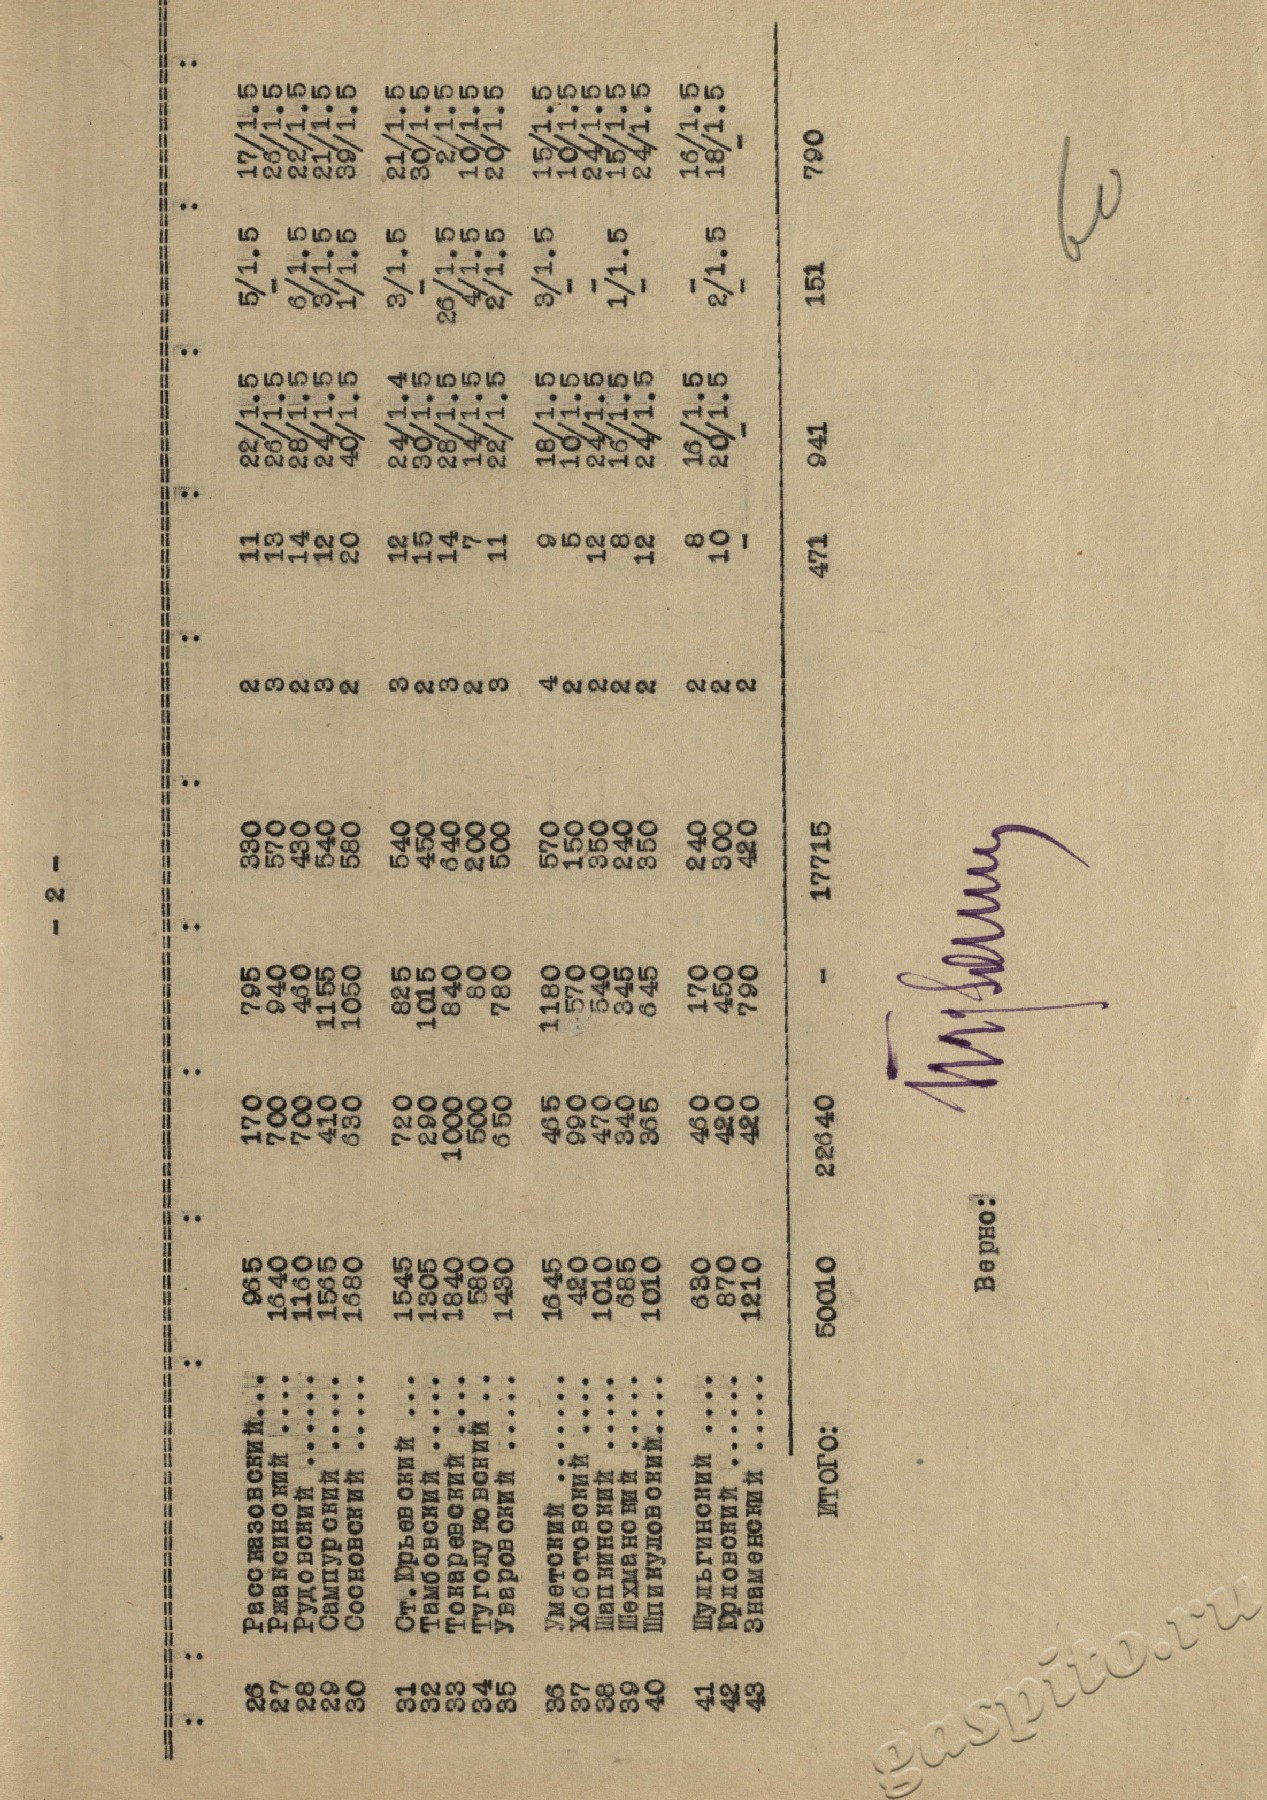 - 2 -
26 Рассказовский... 965 170 795 330 2 11 22/1.5 5/1.5 17/1.5
27 Ржаксинский .... 1640 700 940 570 3 13 26/1.5 - 26/1.5
28 Рудовский ...... 1160 700 460 430 2 14 28/1.5 6/1.5 22/1.5
29 Сампурский ..... 1565 410 1155 540 3 12 24/1.5 3/1.5 21/1.5
30 Сосновский ..... 1680 630 1050 580 2 20 40/1.5 1/1.5 39/1.5
31 Ст.Юрьевский ... 1545 720 825 540 3 12 24/1.4 3/1.5 21/1.5
32 Тамбовский ..... 1305 290 1015 450 2 15 30/1.5 - 30/1.5
33 Токаревский .... 1840 1000 840 640 3 14 28/1.5 26/1.5 2/1.5
34 Туголуковский .. 580 500 80 200 2 7 14/1.5 4/1.5 10/1.5
35 Уваровский ..... 1430 650 780 500 3 11 22/1.5 2/1.5 20/1.5
36 Уметский ....... 1645 465 1180 570 4 9 18/1.5 3/1.5 15/1.5
37 Хоботовский .... 420 990 570 150 2 5 10/1.5 - 10/1.5
38 Шапкинский ..... 1010 470 540 350 2 12 24/1.5 - 24/1.5
39 Шехманский ..... 685 340 345 240 2 8 16/1.5 1/1.5 15/1.5
40 Шпикуловский.... 1010 365 645 350 2 12 24/1.5 - 24/1.5
41 Шульгинский .... 630 460 170 240 2 8 16/1.5 - 16/1.5
42 Юрловский ...... 870 420 450 300 2 10 20/1.5 2/1.5 18/1.5
43 Знаменский ..... 1210 420 790 420 2 - - - -
ИТОГО: 50010 22640 - 17715 471 941 151 790
Верно:
60
gaspito.ru